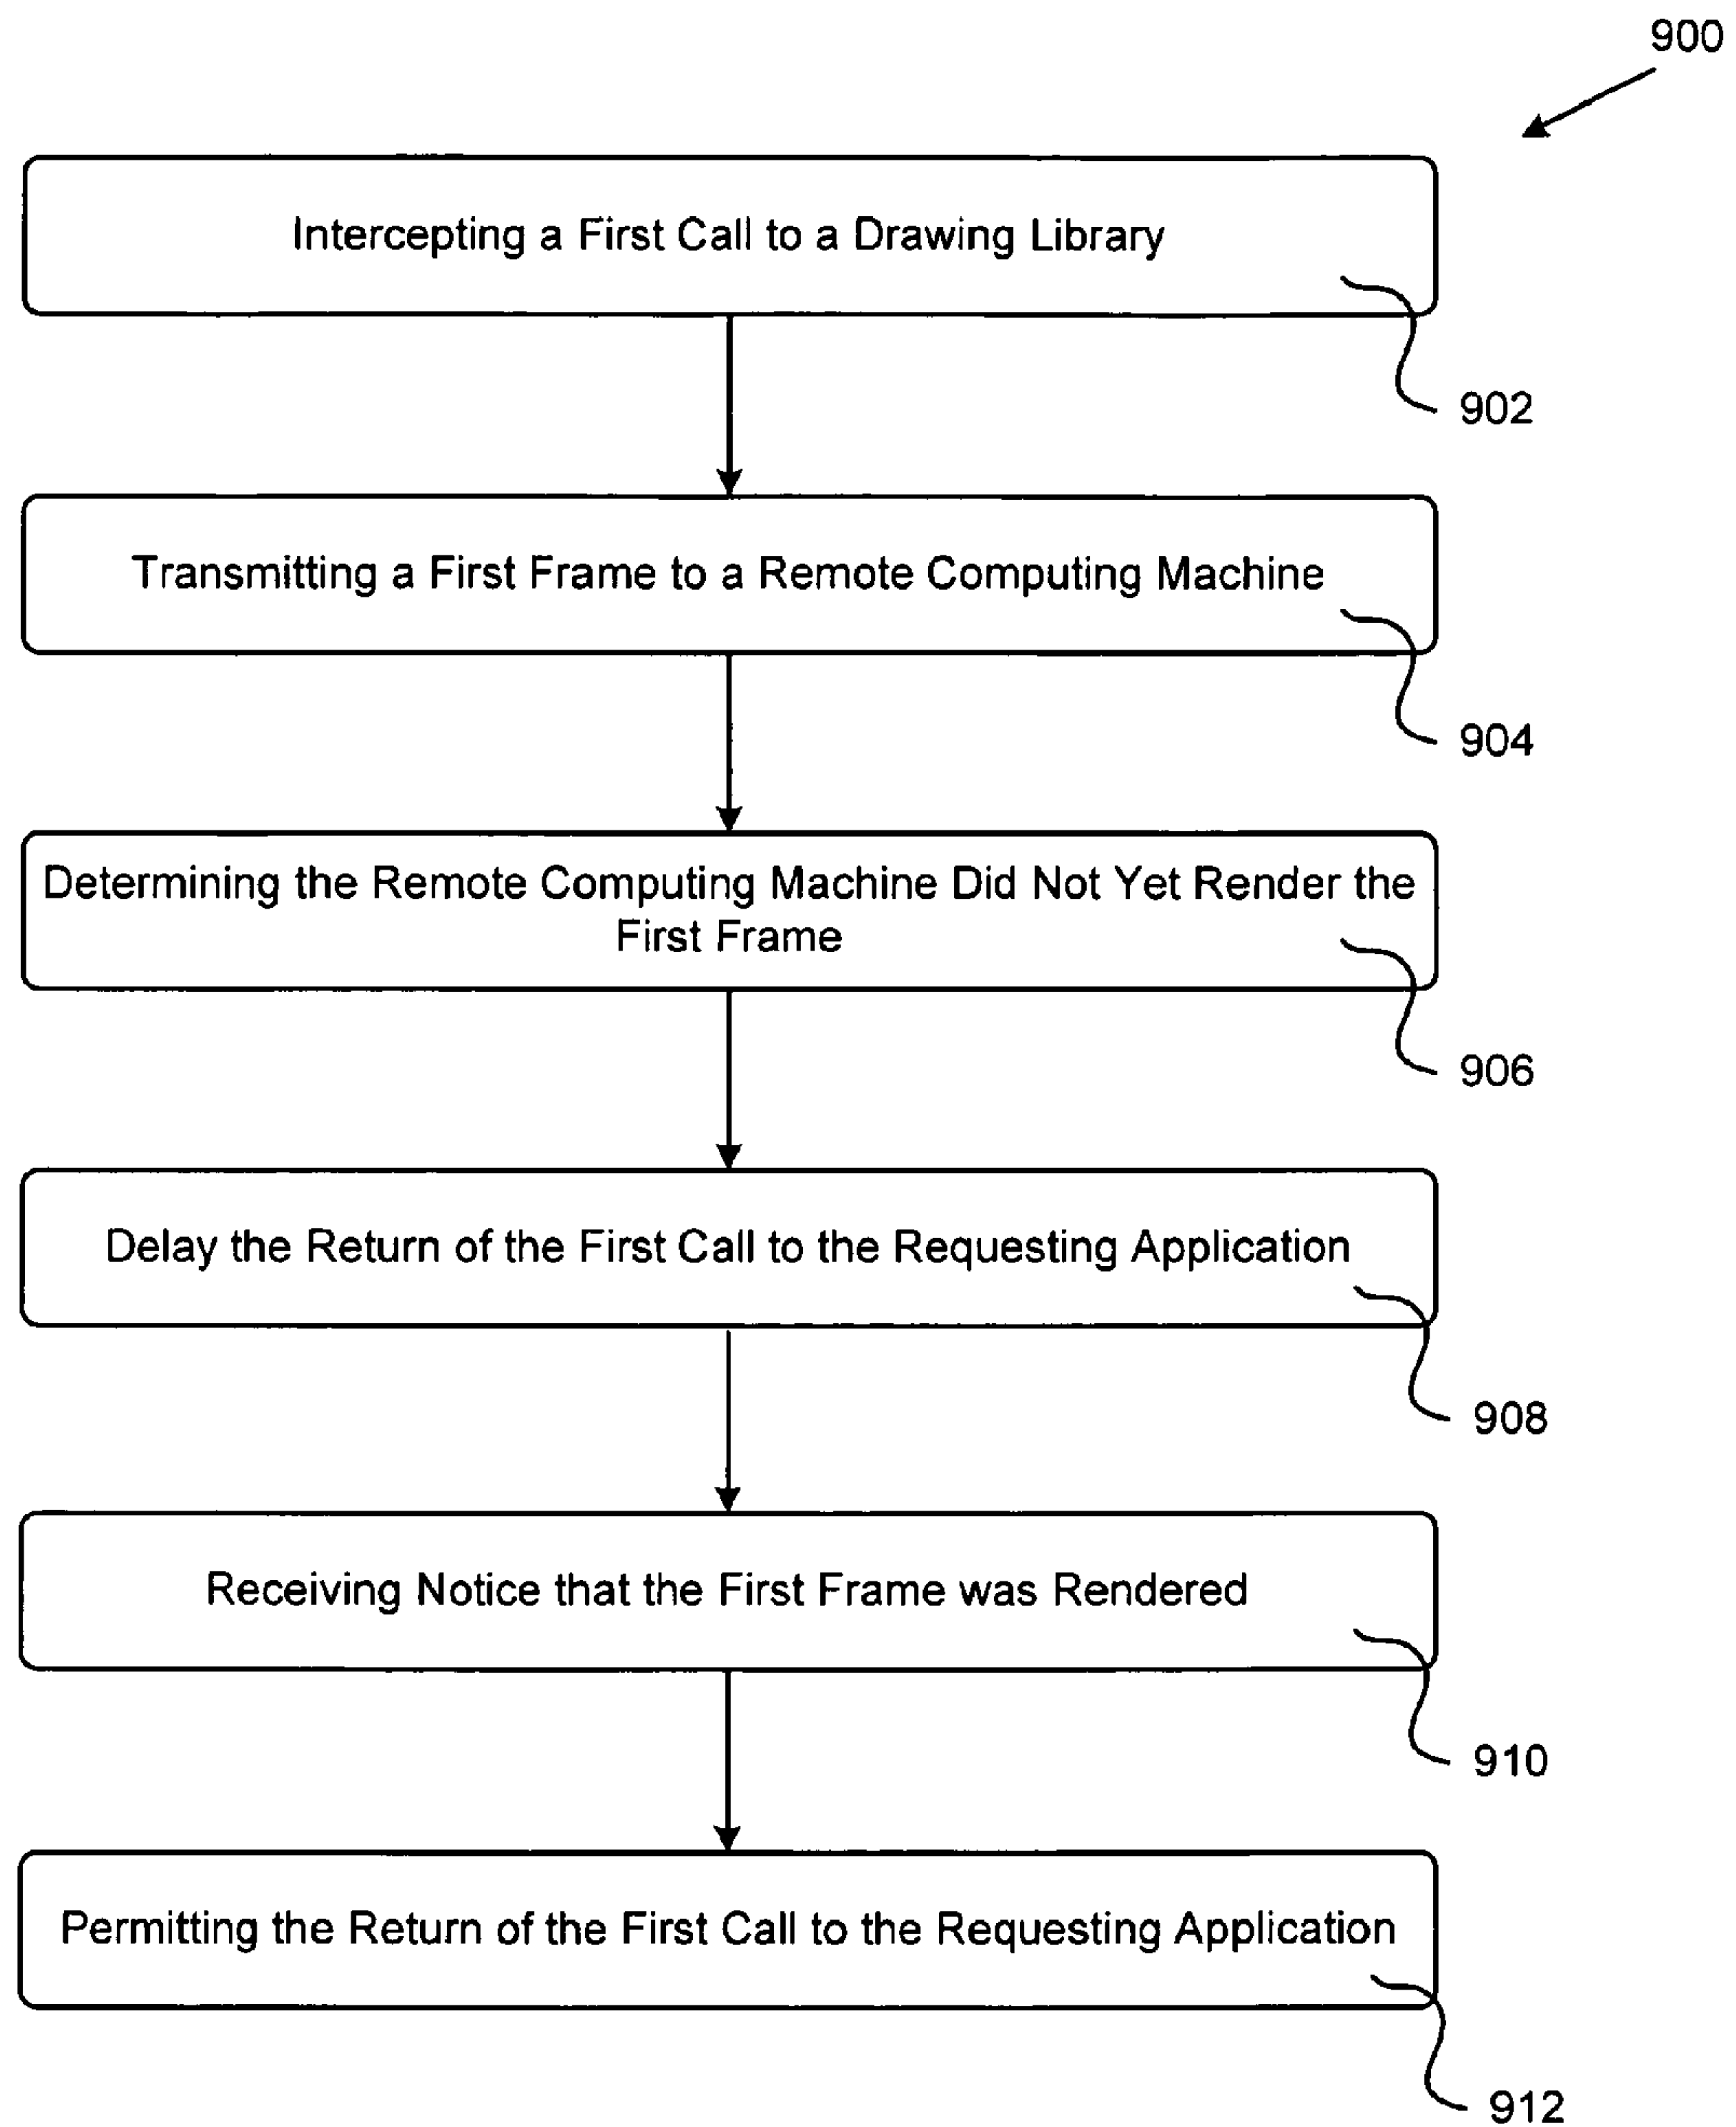 900
Intercepting a First Call to a Drawing Library
902
Transmitting a First Frame to a Remote Computing Machine
904
Determining the Remote Computing Machine Did Not Yet Render the
First Frame
906
Delay the Return of the First Call to the Requesting Application
908
Receiving Notice that the First Frame was Rendered
910
Permitting the Return of the First Call to the Requesting Application
912